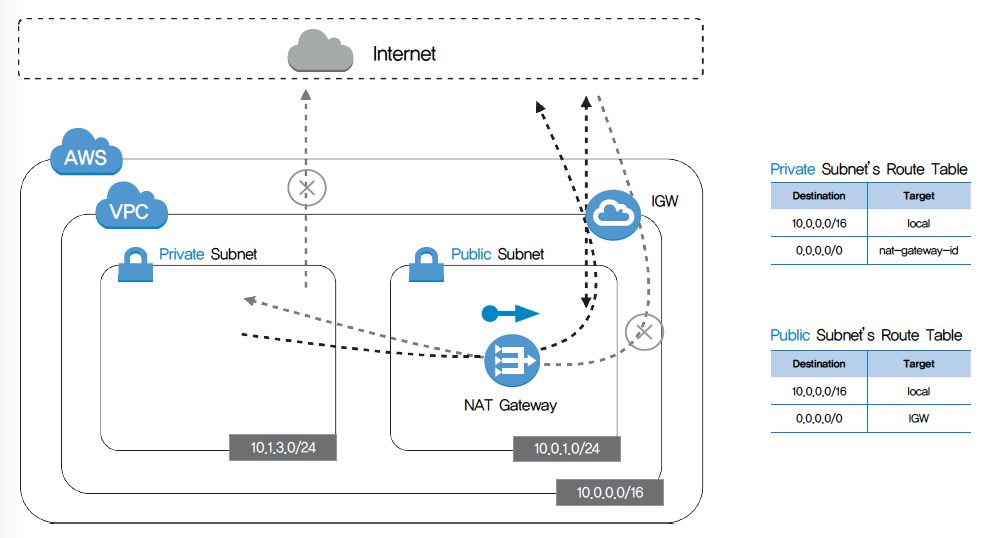 Internet
AWS
VPC
IGW
Private Subnet
Public Subnet
NAT Gateway
10.1.3.0/24
10.0.1.0/24
10.0.0.0/16
Private Subnet's Route Table
Destination Target
10.0.0.0/16 local
0.0.0.0/0 nat-gateway-id
Public Subnet's Route Table
Destination Target
10.0.0.0/16 local
0.0.0.0/0 IGW